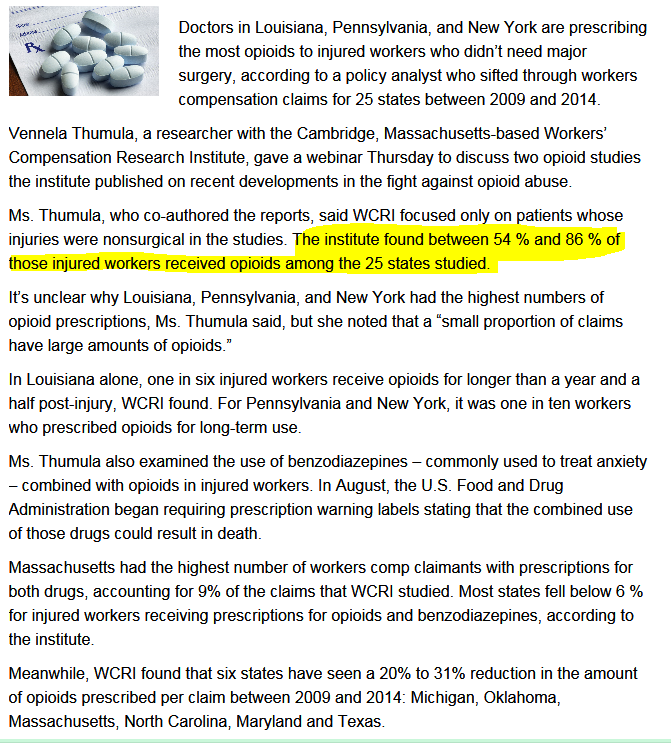 Doctors in Louisiana, Pennsylvania, and New York are prescribing
the most opioids to injured workers who didn’t need major
surgery, according to a policy analyst who sifted through workers
compensation claims for 25 states between 2009 and 2014.
Vennela Thumula, a researcher with the Cambridge, Massachusetts-based Workers’
Compensation Research Institute, gave a webinar Thursday to discuss two opioid studies
the institute published on recent developments in the fight against opioid abuse.
Ms. Thumula, who co-authored the reports, said WCRI focused only on patients whose
injuries were nonsurgical in the studies. The institute found between 54 % and 86 % of
those injured workers received opioids among the 25 states studied.
It’s unclear why Louisiana, Pennsylvania, and New York had the highest numbers of
opioid prescriptions, Ms. Thumula said, but she noted that a “small proportion of claims
have large amounts of opioids.”
In Louisiana alone, one in six injured workers receive opioids for longer than a year and a
half post-injury, WCRI found. For Pennsylvania and New York, it was one in ten workers
who prescribed opioids for long-term use.
Ms. Thumula also examined the use of benzodiazepines – commonly used to treat anxiety
– combined with opioids in injured workers. In August, the U.S. Food and Drug
Administration began requiring prescription warning labels stating that the combined use
of those drugs could result in death.
Massachusetts had the highest number of workers comp claimants with prescriptions for
both drugs, accounting for 9% of the claims that WCRI studied. Most states fell below 6 %
for injured workers receiving prescriptions for opioids and benzodiazepines, according to
the institute.
Meanwhile, WCRI found that six states have seen a 20% to 31% reduction in the amount
of opioids prescribed per claim between 2009 and 2014: Michigan, Oklahoma,
Massachusetts, North Carolina, Maryland and Texas.